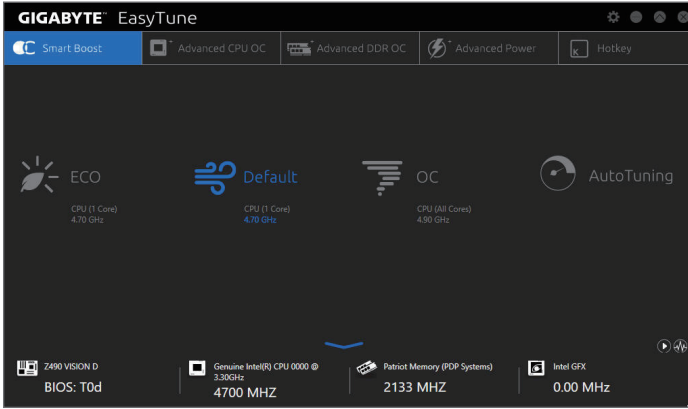 GIGABYTE™ EasyTune
Smart Boost
Advanced CPU OC
Advanced DDR OC
Advanced Power
K Hotkey
ECO
CPU (1 Core)
4.70 GHz
Default
CPU (1 Core)
4.70 GHz
OC
CPU (All Cores)
4.90 GHz
AutoTuning
Z490 VISION D
BIOS: T0d
Genuine Intel(R) CPU 0000 @
3.30GHz
4700 MHZ
Patriot Memory (PDP Systems)
2133 MHZ
Intel GFX
0.00 MHz